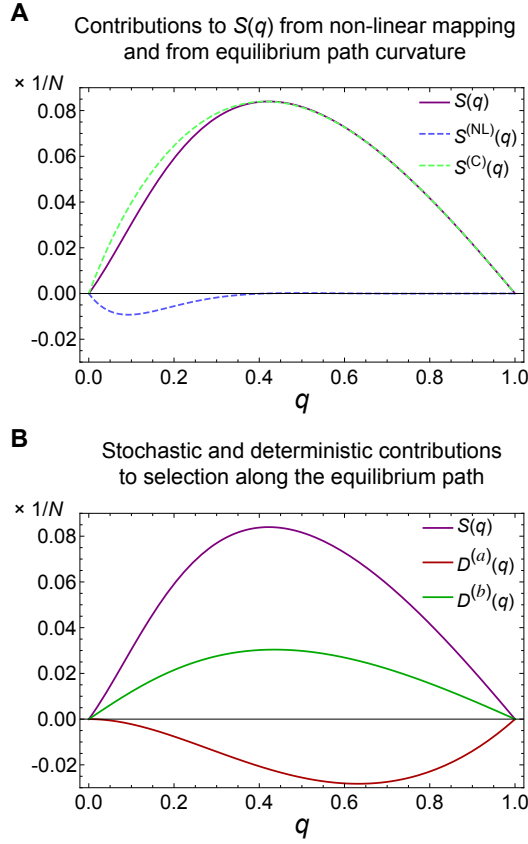 A
Contributions to S(q) from non-linear mapping
and from equilibrium path curvature
× 1/N
0.08
0.06
0.04
0.02
0.00
-0.02
S(q)
S(NL)(q)
S(C)(q)
0.0 0.2 0.4 0.6 0.8 1.0
q
B
Stochastic and deterministic contributions
to selection along the equilibrium path
× 1/N
0.08
0.06
0.04
0.02
0.00
-0.02
S(q)
D(a)(q)
D(b)(q)
0.0 0.2 0.4 0.6 0.8 1.0
q